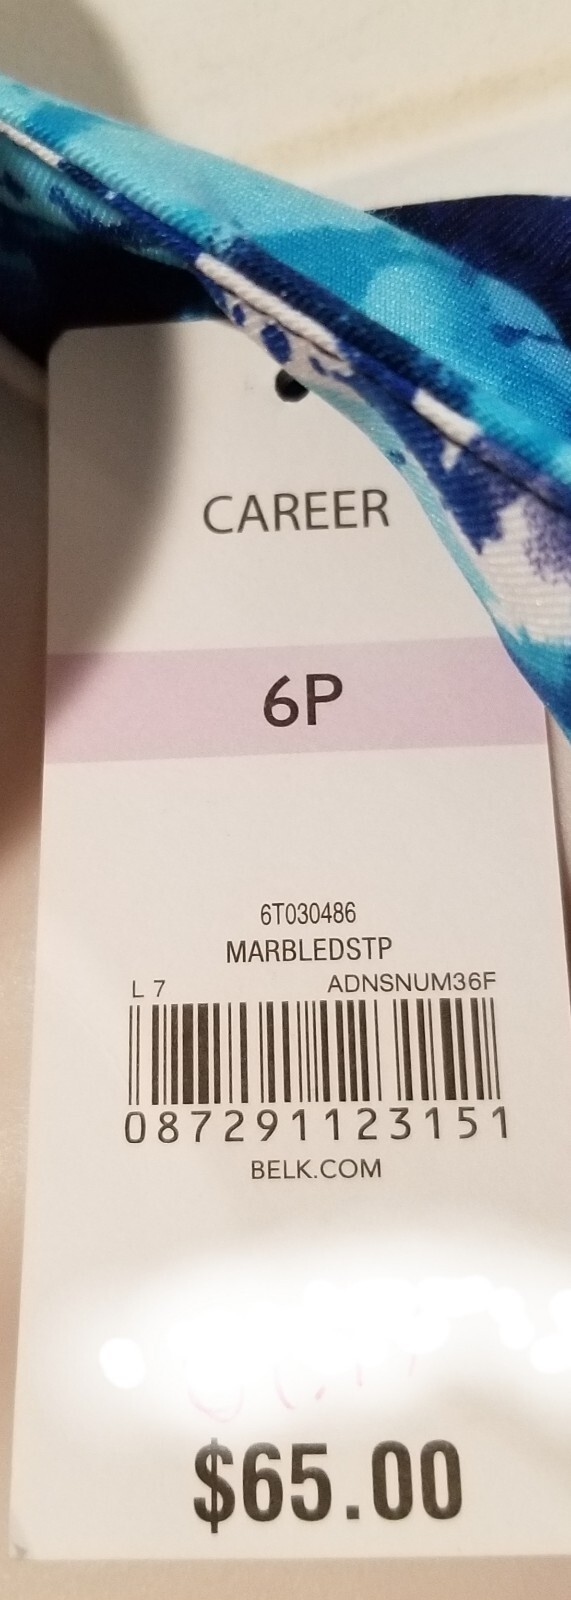 CAREER
6P
6T030486
MARBLEDSTP
L 7 ADNSNUM36F
087291123151
BELK.COM
$65.00